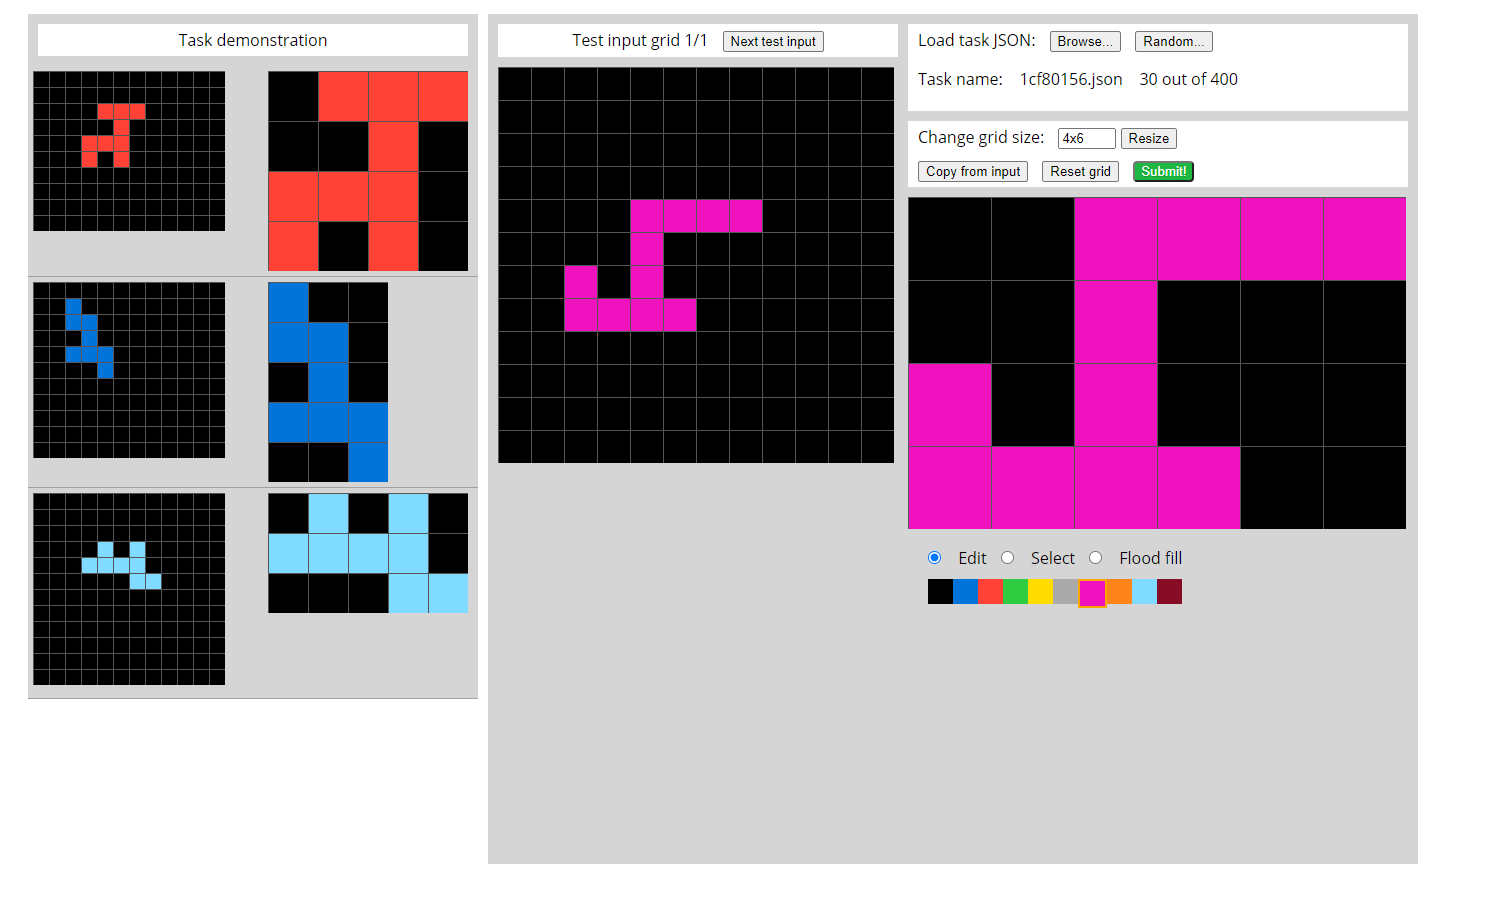 Task demonstration
Test input grid 1/1 Next test input
Load task JSON: Browse... Random...
Task name: 1cf80156.json 30 out of 400
Change grid size: 4x6 Resize
Copy from input Reset grid Submit!
Edit Select Flood fill